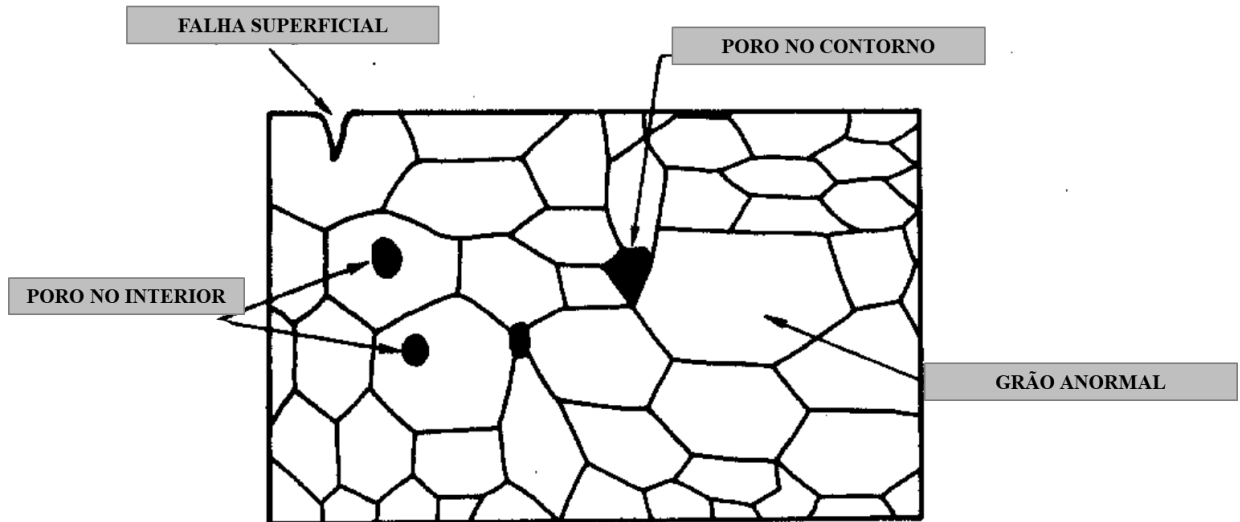 FALHA SUPERFICIAL
PORO NO CONTORNO
PORO NO INTERIOR
GRÃO ANORMAL